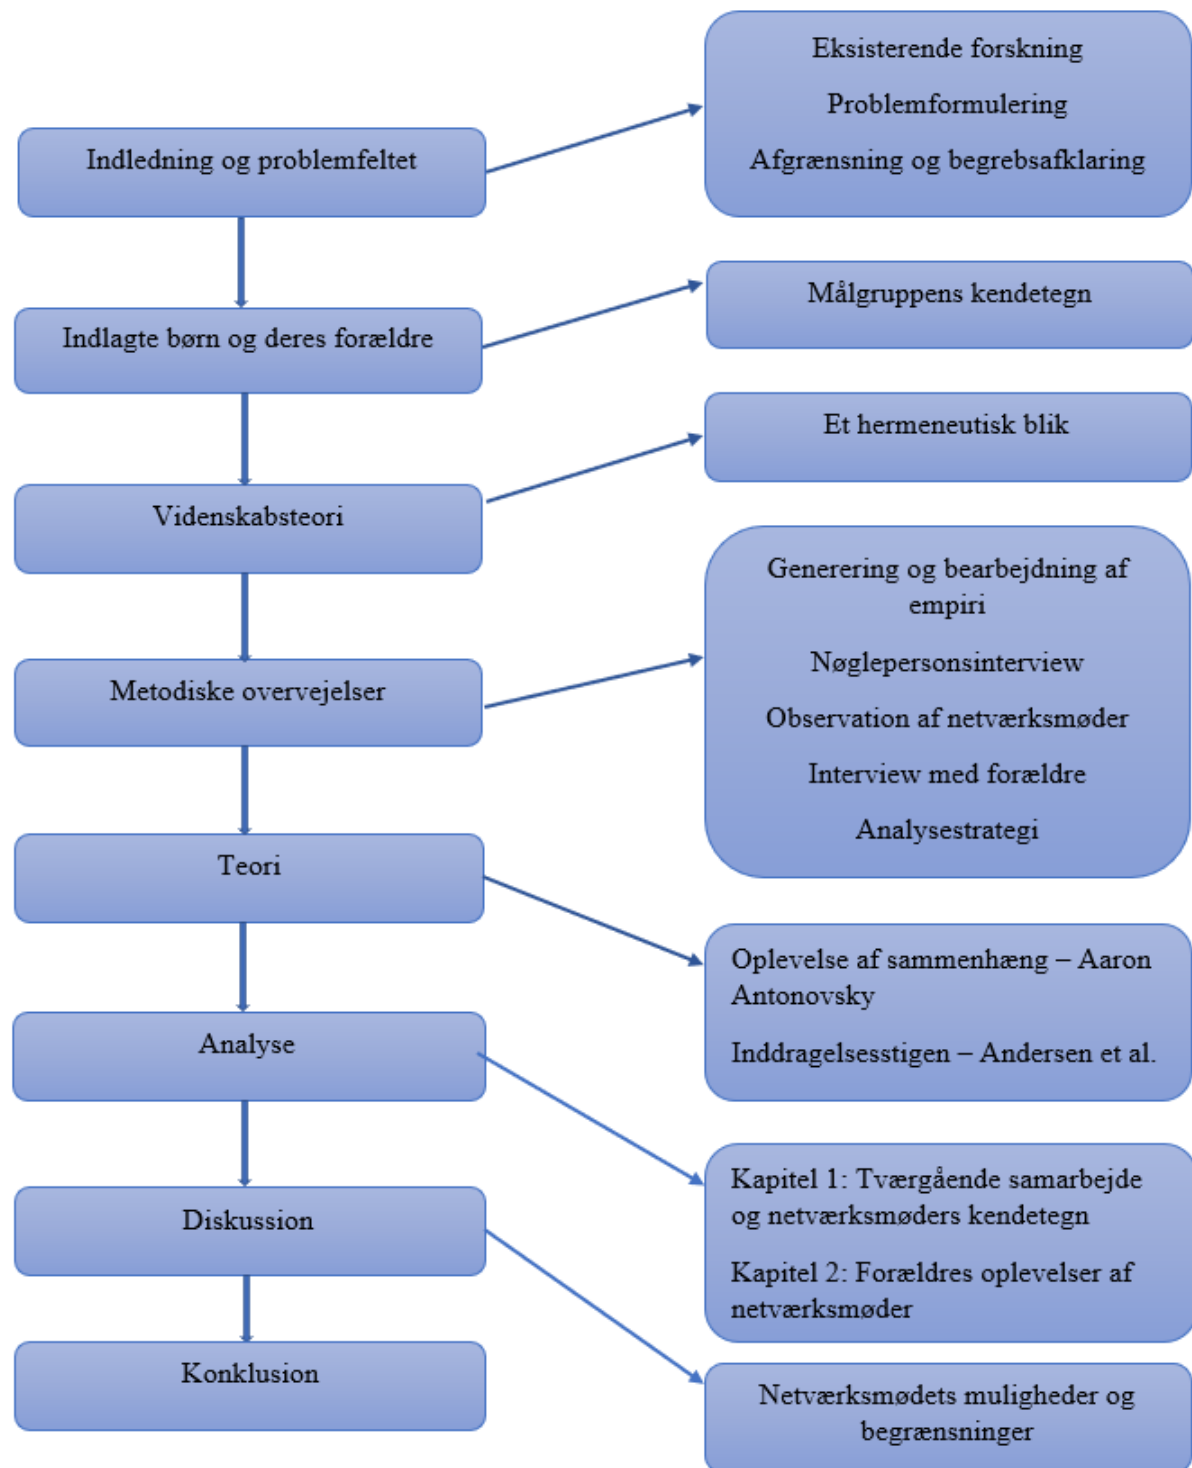 Indledning og problemfeltet
Eksisterende forskning
Problemformulering
Afgrænsning og begrebsafklaring
Indlagte børn og deres forældre
Målgruppens kendetegn
Videnskabsteori
Et hermeneutisk blik
Metodiske overvejelser
Generering og bearbejdning af
empiri
Nøglepersonsinterview
Observation af netværksmøder
Interview med forældre
Analysestrategi
Teori
Oplevelse af sammenhæng – Aaron
Antonovsky
Inddragelsesstigen – Andersen et al.
Analyse
Kapitel 1: Tværgående samarbejde
og netværksmøders kendetegn
Kapitel 2: Forældres oplevelser af
netværksmøder
Diskussion
Netværksmødets muligheder og
begrænsninger
Konklusion